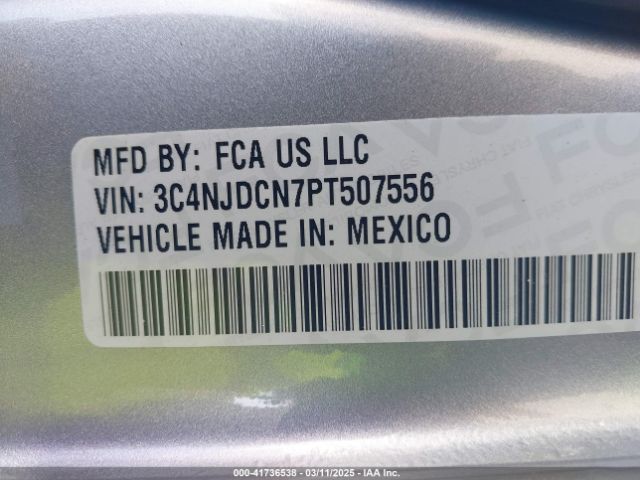 MFD BY: FCA US LLC
VIN: 3C4NJDCN7PT507556
VEHICLE MADE IN: MEXICO
000-41736538 - 03/11/2025 - IAA Inc.